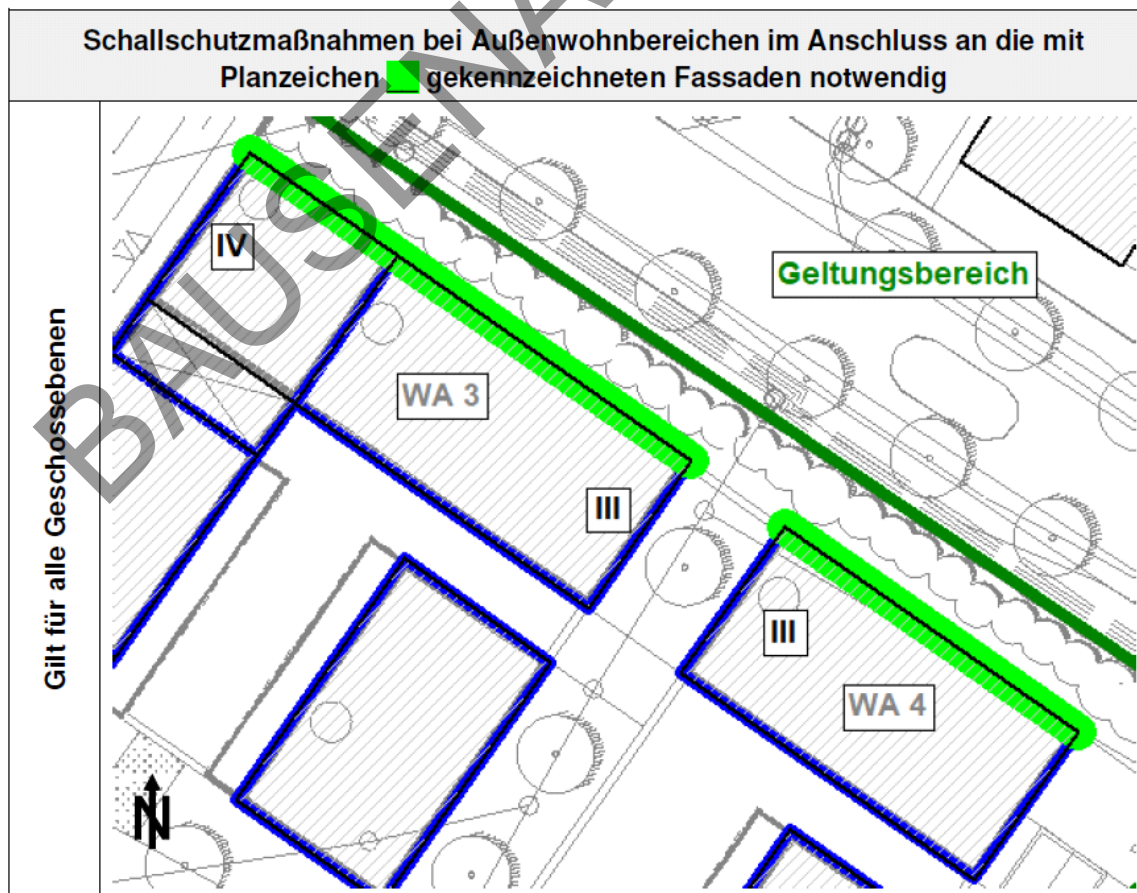 Schallschutzmaßnahmen bei Außenwohnbereichen im Anschluss an die mit
Planzeichen gekennzeichneten Fassaden notwendig
Gilt für alle Geschossebenen
IV
Geltungsbereich
WA 3
III
III
WA 4
N
BAUSENA